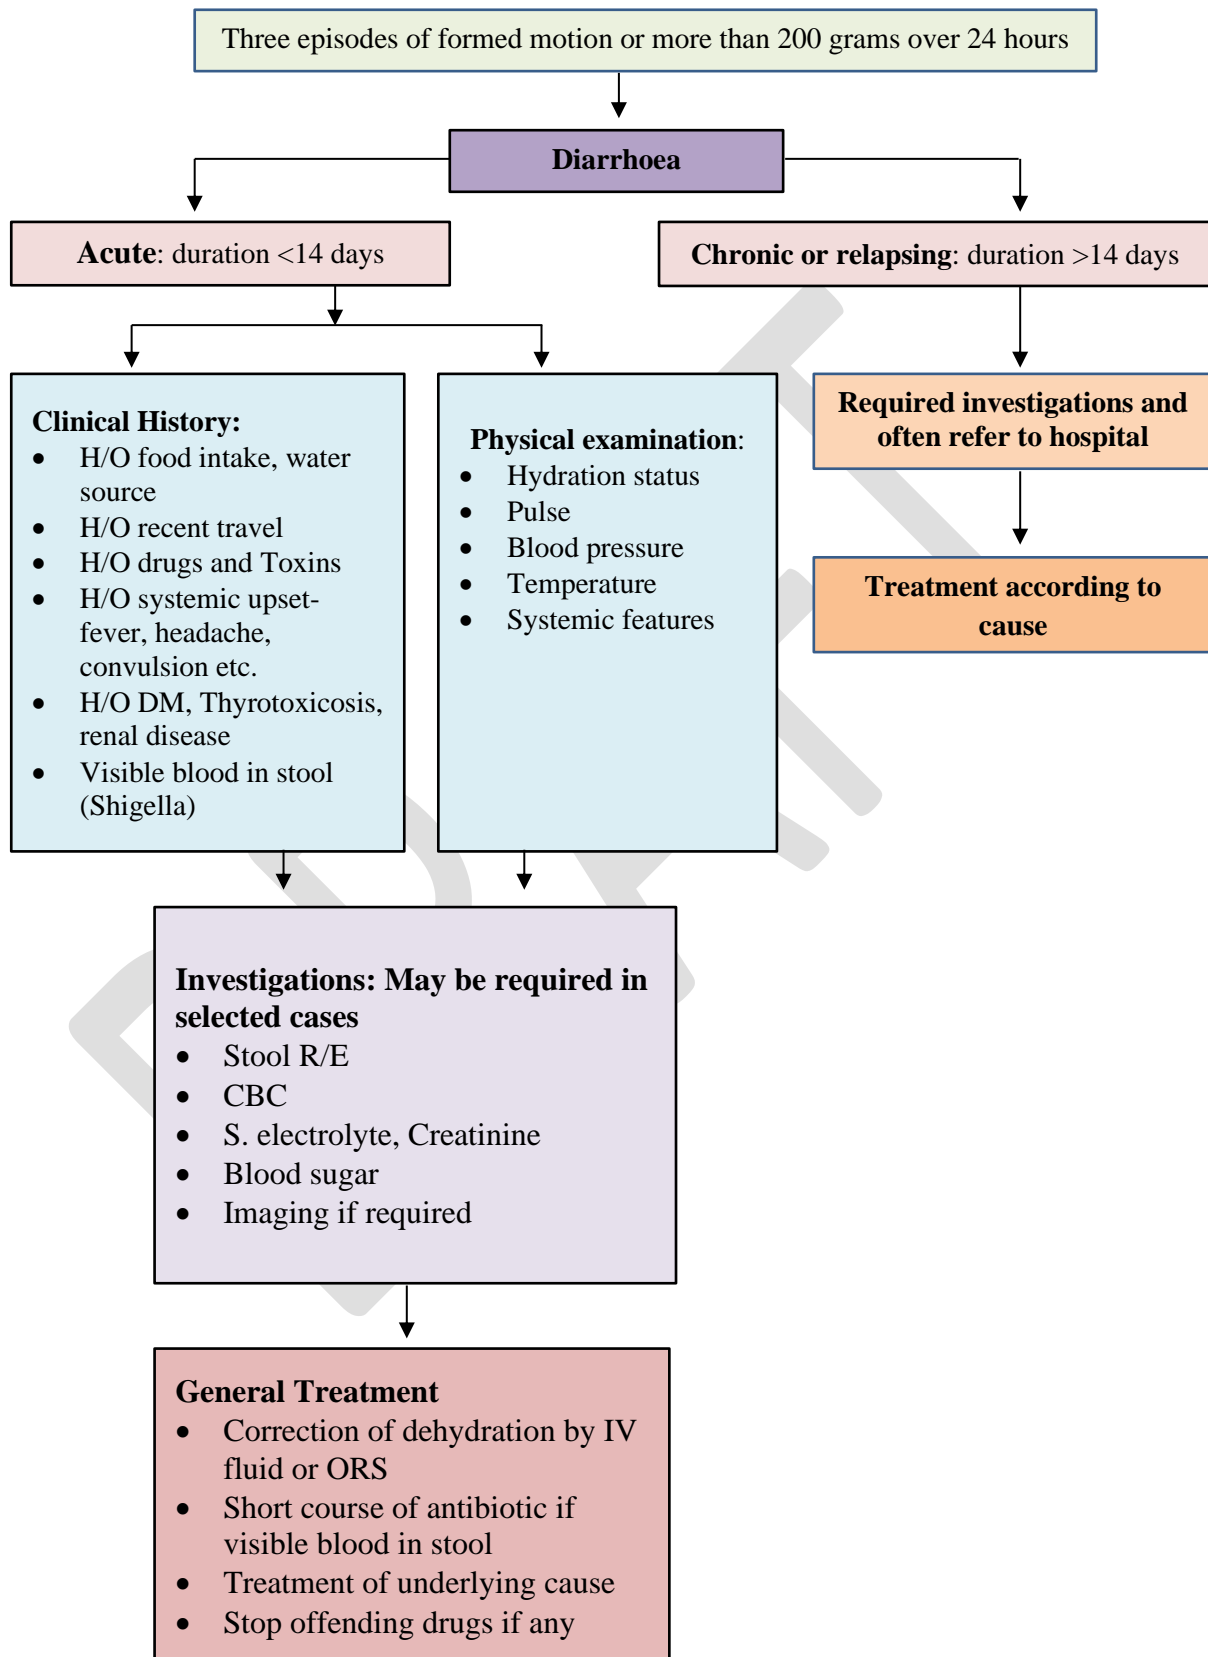 Three episodes of formed motion or more than 200 grams over 24 hours
Diarrhoea
Acute: duration <14 days
Chronic or relapsing: duration >14 days
Clinical History:
• H/O food intake, water
source
• H/O recent travel
• H/O drugs and Toxins
• H/O systemic upset-
fever, headache,
convulsion etc.
• H/O DM, Thyrotoxicosis,
renal disease
• Visible blood in stool
(Shigella)
Physical examination:
• Hydration status
• Pulse
• Blood pressure
• Temperature
• Systemic features
Required investigations and
often refer to hospital
Treatment according to
cause
Investigations: May be required in
selected cases
• Stool R/E
• CBC
• S. electrolyte, Creatinine
• Blood sugar
• Imaging if required
General Treatment
• Correction of dehydration by IV
fluid or ORS
• Short course of antibiotic if
visible blood in stool
• Treatment of underlying cause
• Stop offending drugs if any
DRAFT